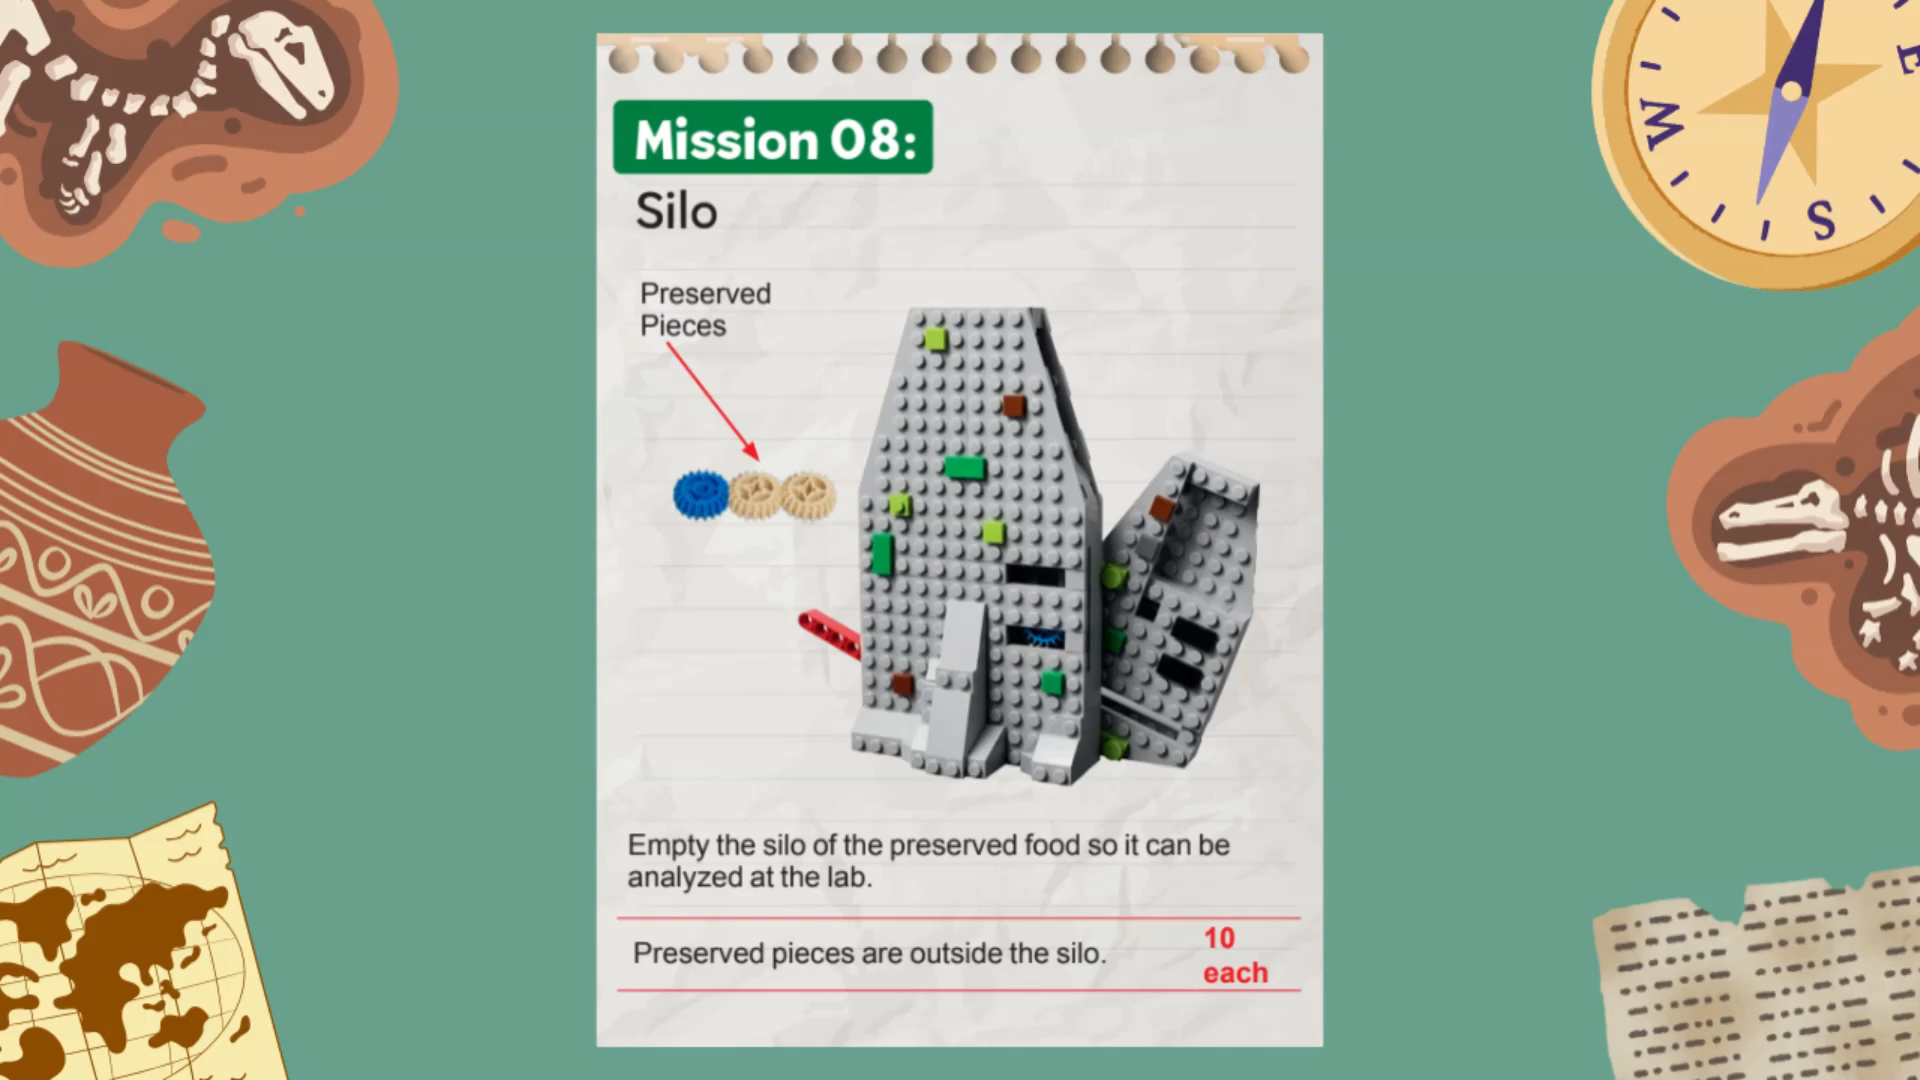 Mission 08:
Silo
Preserved
Pieces
Empty the silo of the preserved food so it can be
analyzed at the lab.
Preserved pieces are outside the silo.
10
each
W
S
E